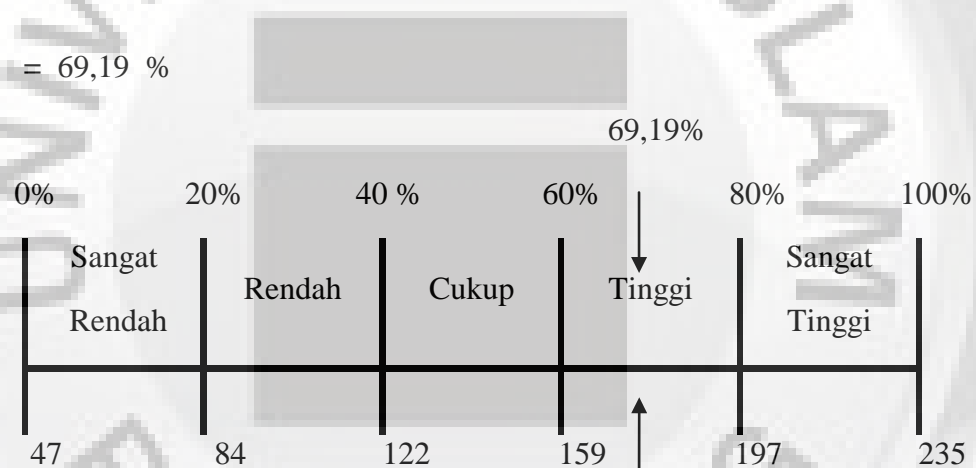 = 69,19 %
69,19%
0% 20% 40 % 60% 80% 100%
Sangat Rendah Rendah Cukup Tinggi Sangat Tinggi
47 84 122 159 197 235